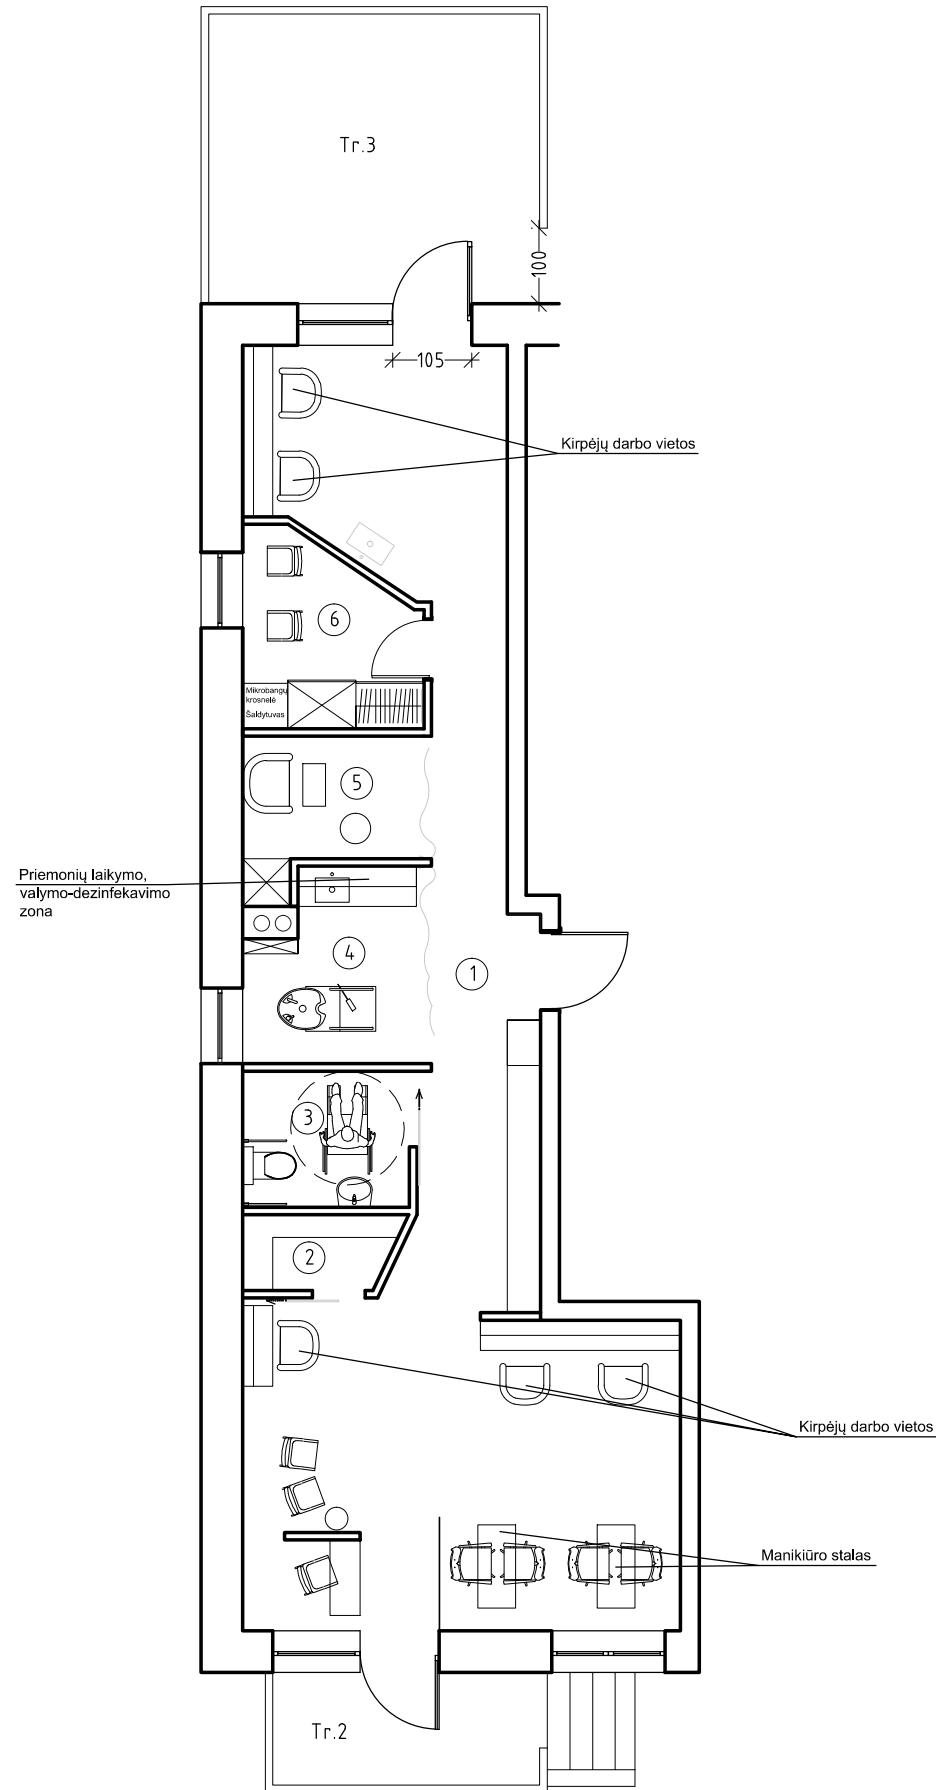 Tr.3
100
105
Kirpėjų darbo vietos
6
Mikrobangų
krosnelė
Šaldytuvas
5
Priemonių laikymo,
valymo-dezinfekavimo
zona
4
1
3
2
Kirpėjų darbo vietos
Manikiūro stalas
Tr.2